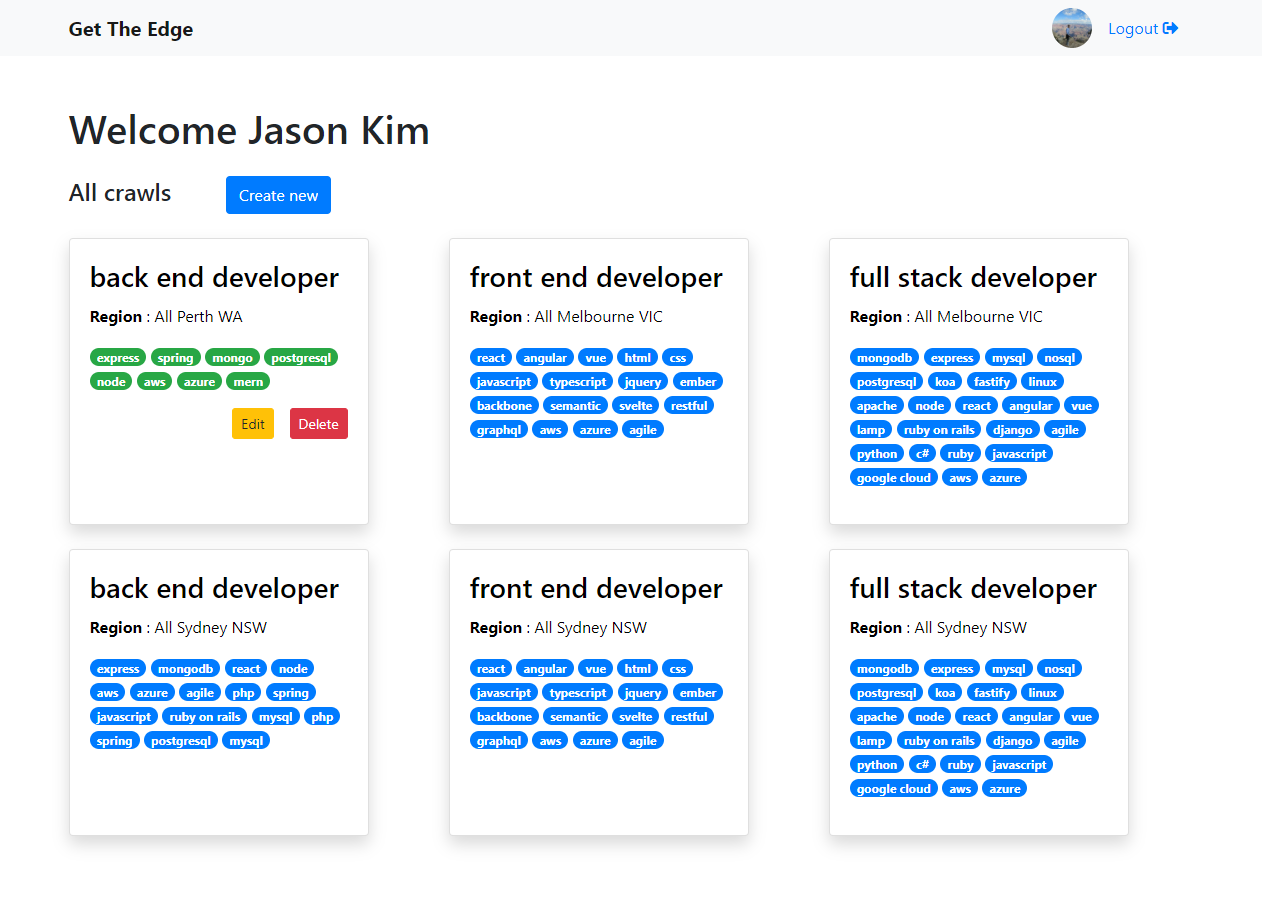 Get The Edge
Logout
Welcome Jason Kim
All crawls
Create new
back end developer
Region : All Perth WA
express spring mongo postgresql
node aws azure mern
Edit Delete
front end developer
Region : All Melbourne VIC
react angular vue html css
javascript typescript jquery ember
backbone semantic svelte restful
graphql aws azure agile
full stack developer
Region : All Melbourne VIC
mongodb express mysql nosql
postgresql koa fastify linux
apache node react angular vue
lamp ruby on rails django agile
python c# ruby javascript
google cloud aws azure
back end developer
Region : All Sydney NSW
express mongodb react node
aws azure agile php spring
javascript ruby on rails mysql php
spring postgresql mysql
front end developer
Region : All Sydney NSW
react angular vue html css
javascript typescript jquery ember
backbone semantic svelte restful
graphql aws azure agile
full stack developer
Region : All Sydney NSW
mongodb express mysql nosql
postgresql koa fastify linux
apache node react angular vue
lamp ruby on rails django agile
python c# ruby javascript
google cloud aws azure